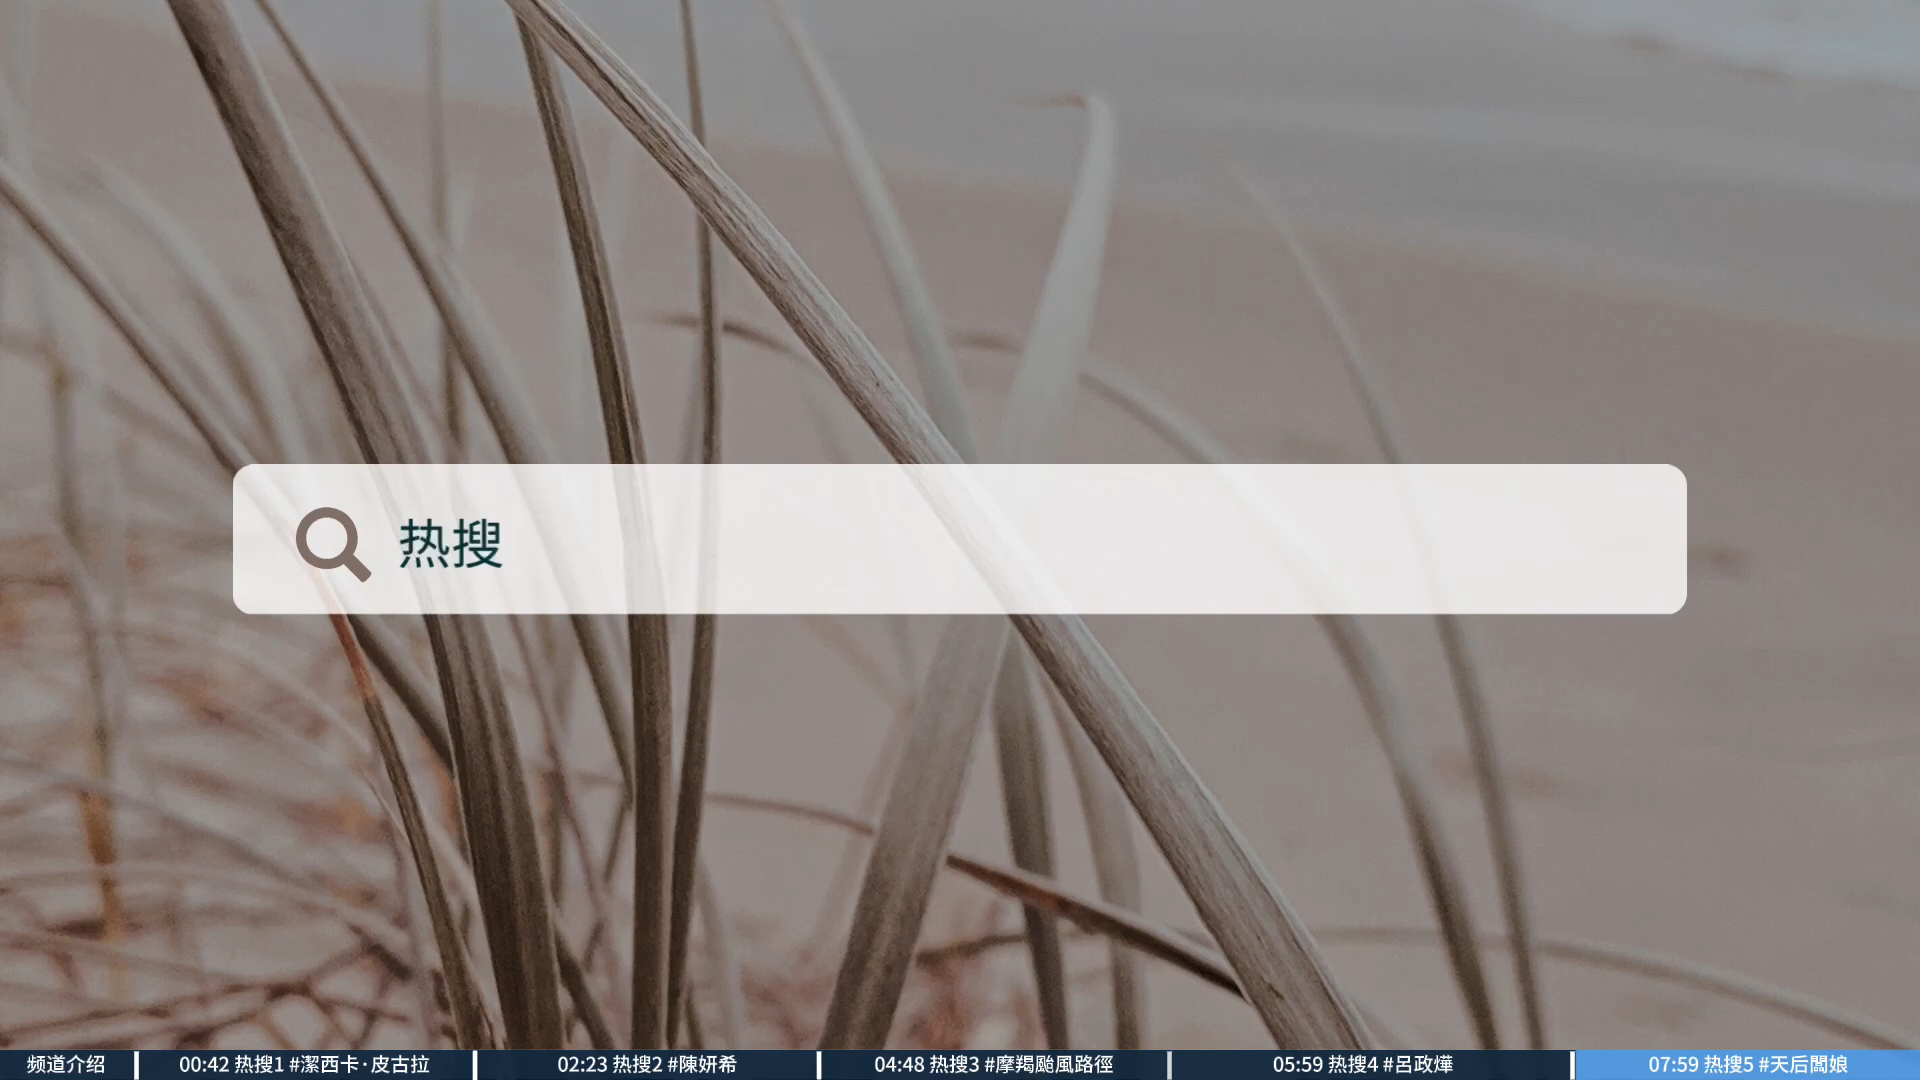 热搜
频道介绍
00:42 热搜1 #潔西卡·皮古拉
02:23 热搜2 #陳妍希
04:48 热搜3 #摩羯颱風路徑
05:59 热搜4 #呂政燁
07:59 热搜5 #天后闆娘